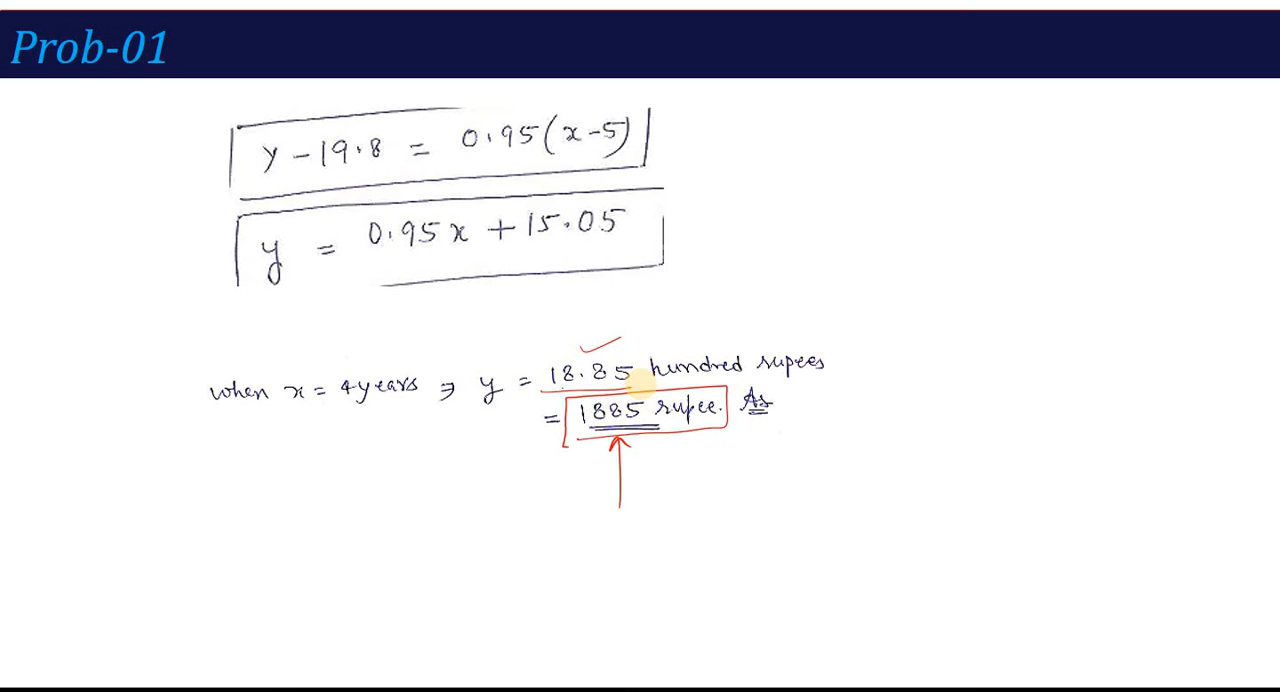 Prob-01
y - 19.8 = 0.95(x-5)
y = 0.95x + 15.05
when x = 4 years ⇒ y = 18.85 hundred rupees
= 1885 rupee. As